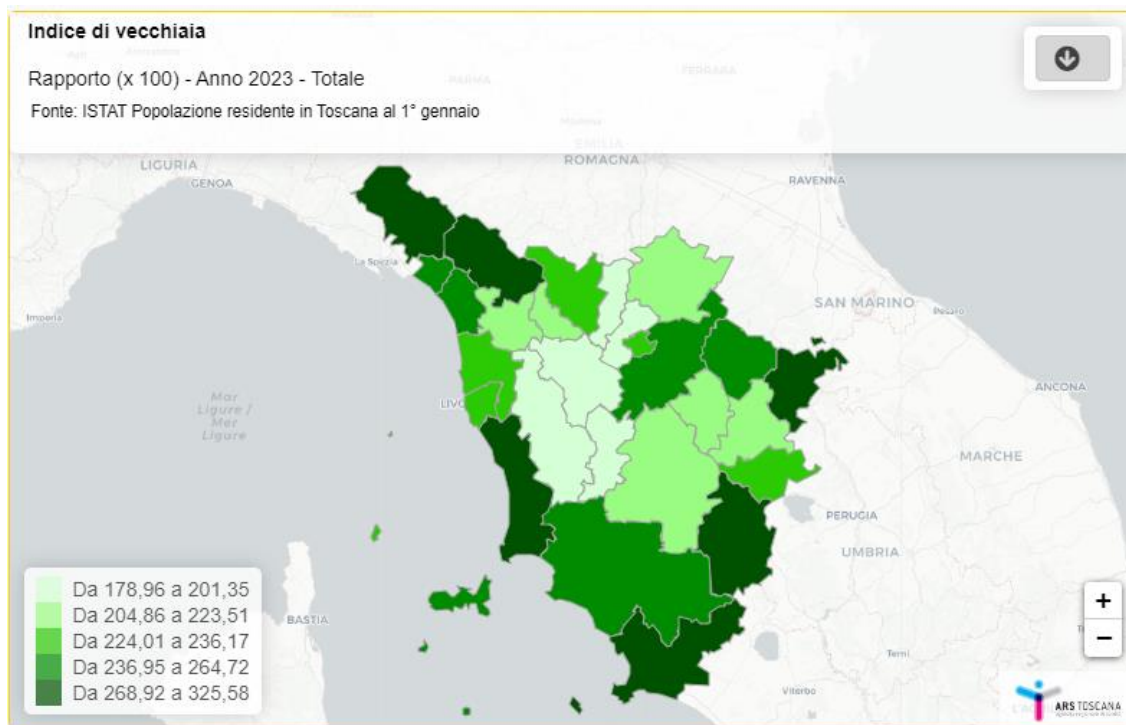 Indice di vecchiaia
Rapporto (x 100) - Anno 2023 - Totale
Fonte: ISTAT Popolazione residente in Toscana al 1° gennaio
PARMA
FERRARA
Modena
EMILIA
ROMAGNA
LIGURIA
GENOA
RAVENNA
La Spezia
Imperia
SAN MARINO
Pesaro
ANCONA
Mar
Ligure /
Mer
Ligure
LIVO
MARCHE
PERUGIA
UMBRIA
BASTIA
Terni
Viterbo
Da 178,96 a 201,35
Da 204,86 a 223,51
Da 224,01 a 236,17
Da 236,95 a 264,72
Da 268,92 a 325,58
+
−
ARS TOSCANA